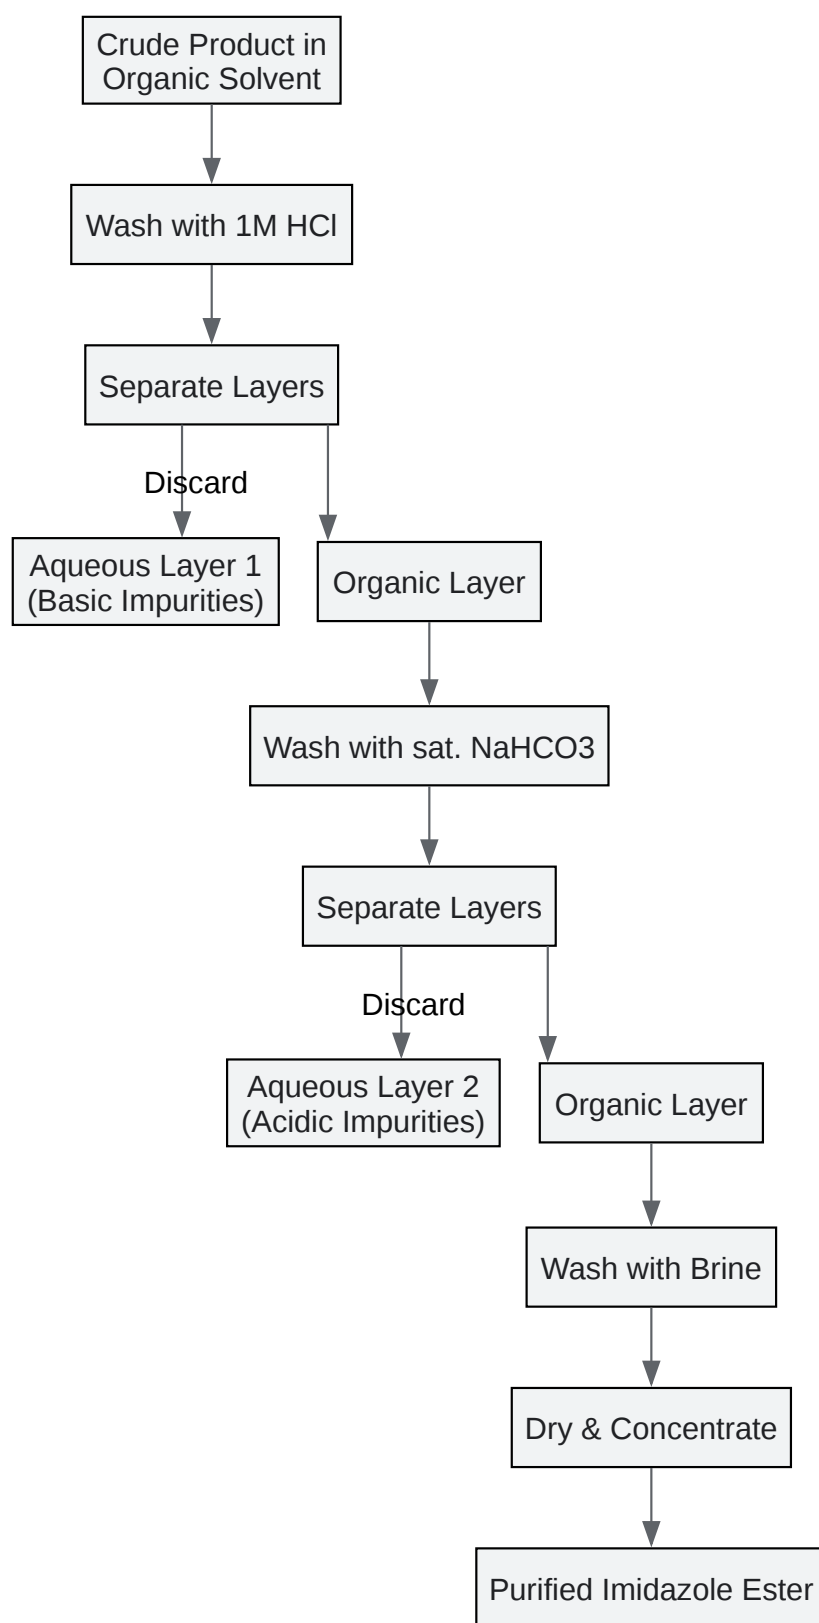 Crude Product in
Organic Solvent
Wash with 1M HCl
Separate Layers
Discard
Aqueous Layer 1
(Basic Impurities)
Organic Layer
Wash with sat. NaHCO3
Separate Layers
Discard
Aqueous Layer 2
(Acidic Impurities)
Organic Layer
Wash with Brine
Dry & Concentrate
Purified Imidazole Ester